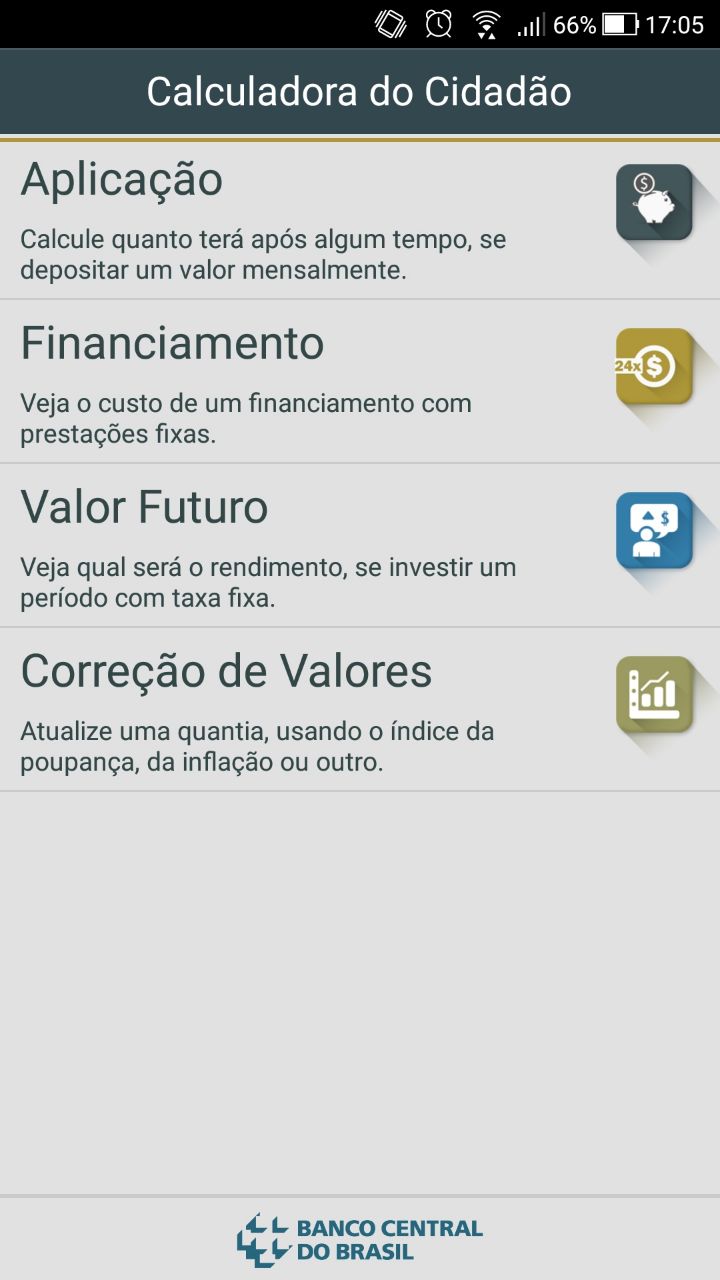 66% 17:05
Calculadora do Cidadão
Aplicação
$
Calcule quanto terá após algum tempo, se
depositar um valor mensalmente.
Financiamento
24x $
Veja o custo de um financiamento com
prestações fixas.
Valor Futuro
$
Veja qual será o rendimento, se investir um
período com taxa fixa.
Correção de Valores
Atualize uma quantia, usando o índice da
poupança, da inflação ou outro.
BANCO CENTRAL
DO BRASIL